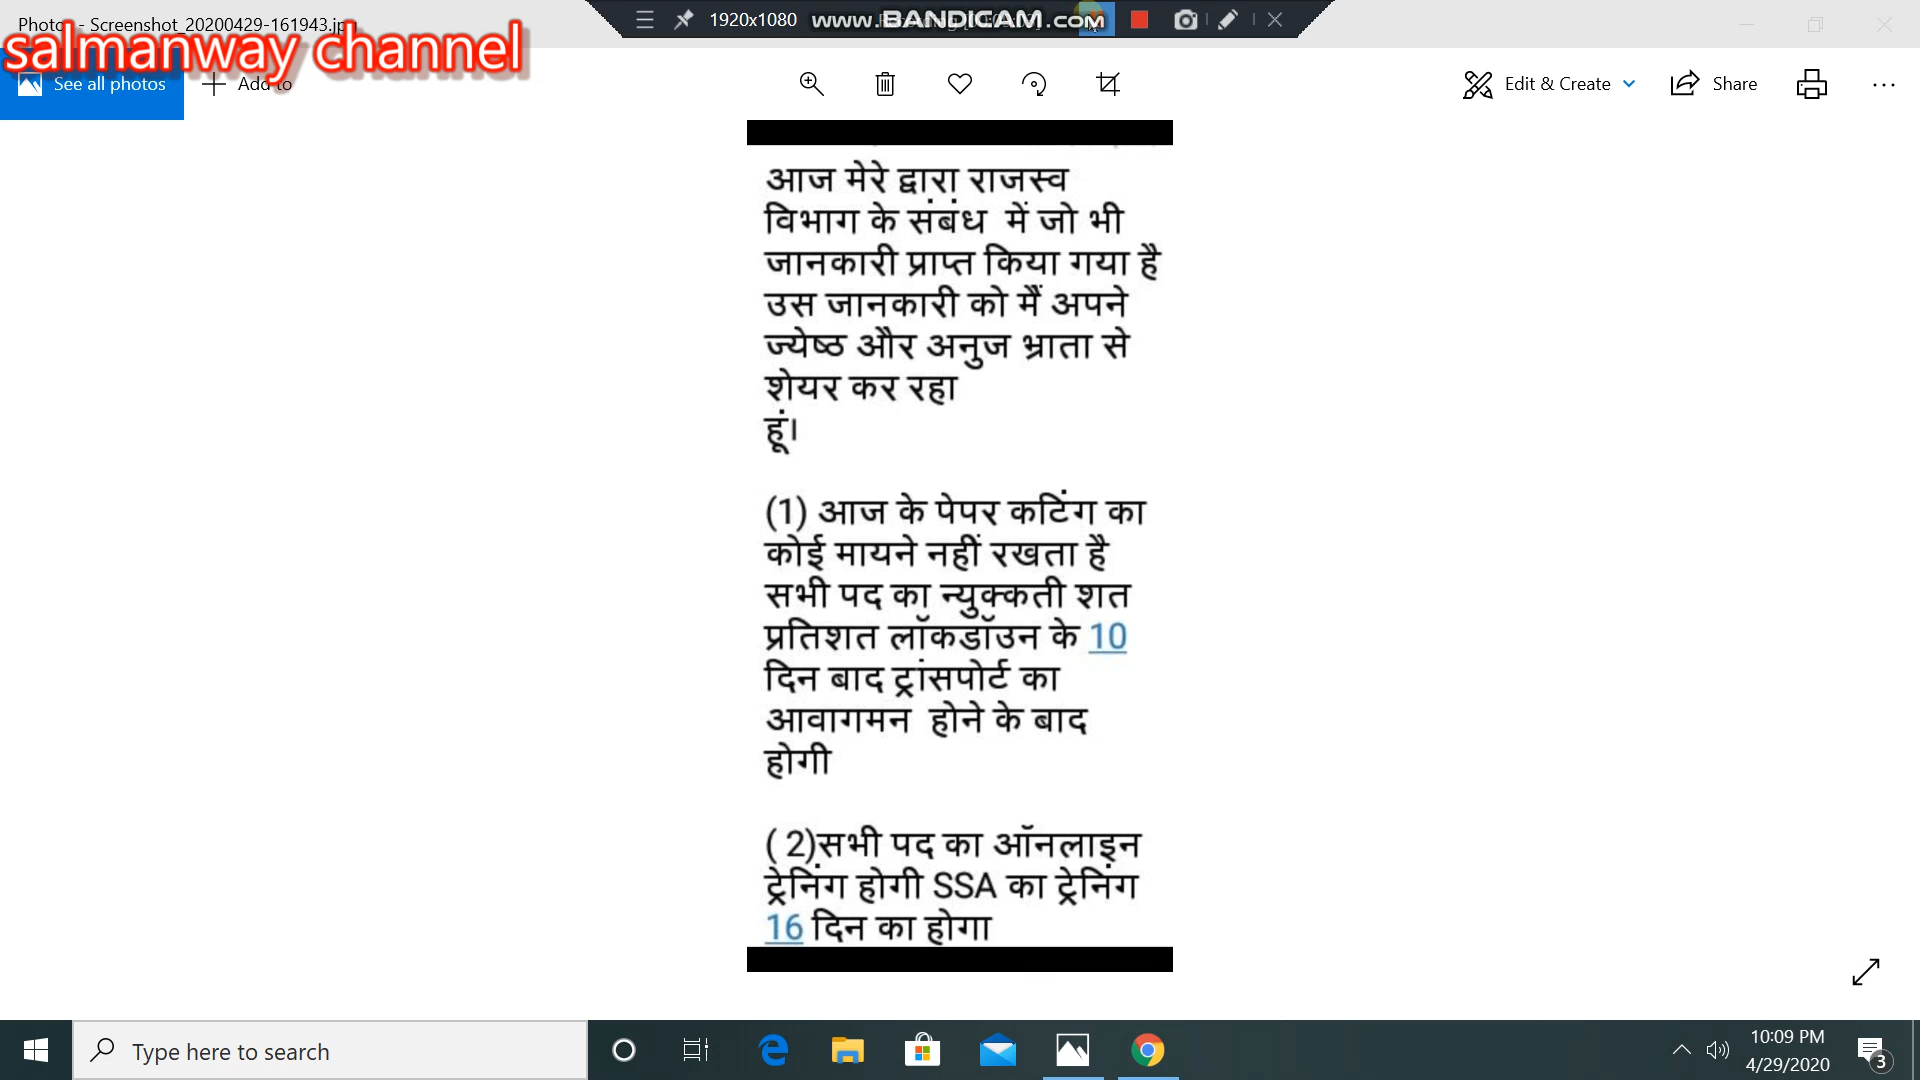 Photo - Screenshot_20200429-161943.jpg
1920x1080
www.BANDICAM.com
salmanway channel
See all photos
Add to
Edit & Create
Share
आज मेरे द्वारा राजस्व
विभाग के संबंध में जो भी
जानकारी प्राप्त किया गया है
उस जानकारी को मैं अपने
ज्येष्ठ और अनुज भ्राता से
शेयर कर रहा
हूं।
(1) आज के पेपर कटिंग का
कोई मायने नहीं रखता है
सभी पद का न्युक्कती शत
प्रतिशत लॉकडॉउन के 10
दिन बाद ट्रांसपोर्ट का
आवागमन होने के बाद
होगी
( 2)सभी पद का ऑनलाइन
ट्रेनिंग होगी SSA का ट्रेनिंग
16 दिन का होगा
Type here to search
10:09 PM
4/29/2020
3